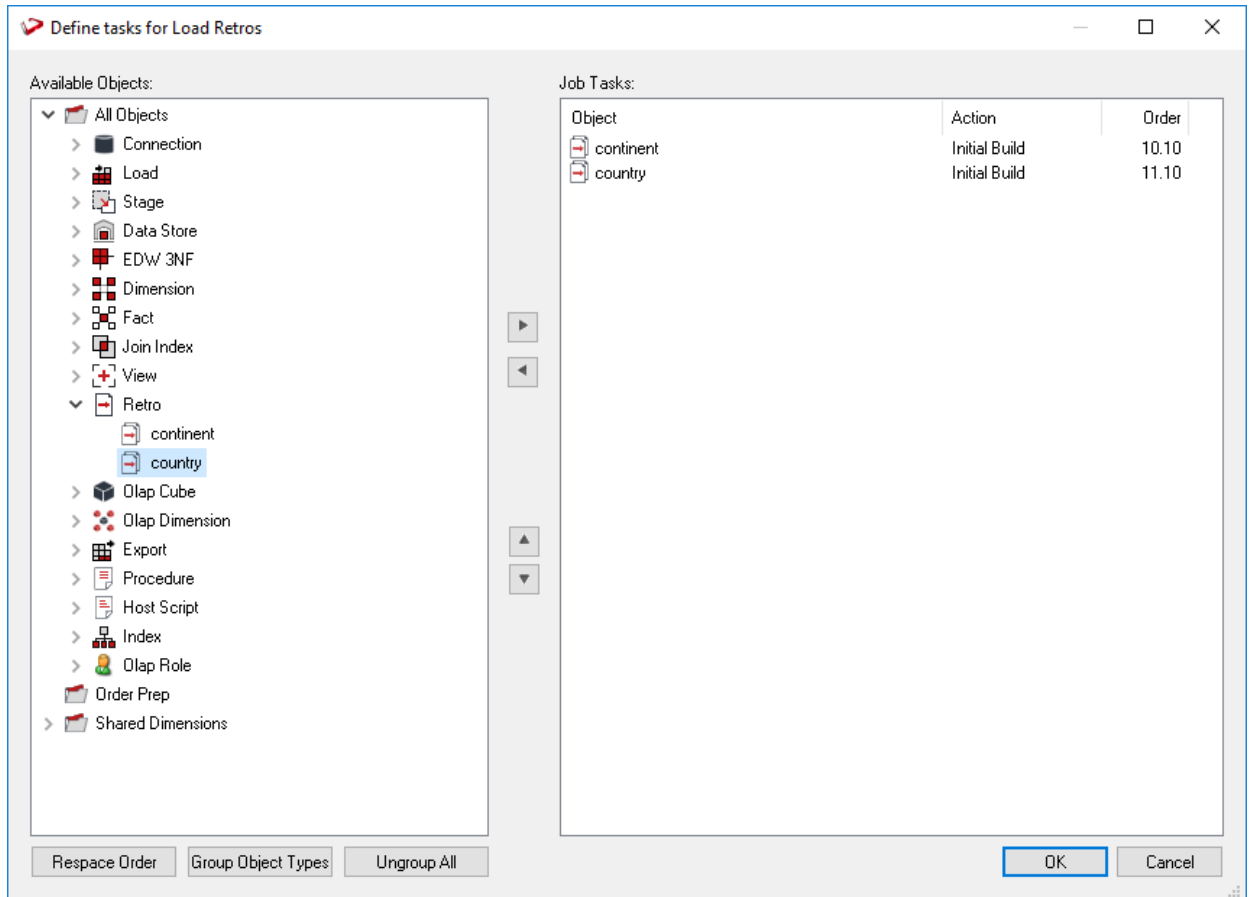 Define tasks for Load Retros
Available Objects:
All Objects
Connection
Load
Stage
Data Store
EDW 3NF
Dimension
Fact
Join Index
View
Retro
continent
country
Olap Cube
Olap Dimension
Export
Procedure
Host Script
Index
Olap Role
Order Prep
Shared Dimensions
Respace Order Group Object Types Ungroup All
Job Tasks:
Object Action Order
continent Initial Build 10.10
country Initial Build 11.10
OK Cancel